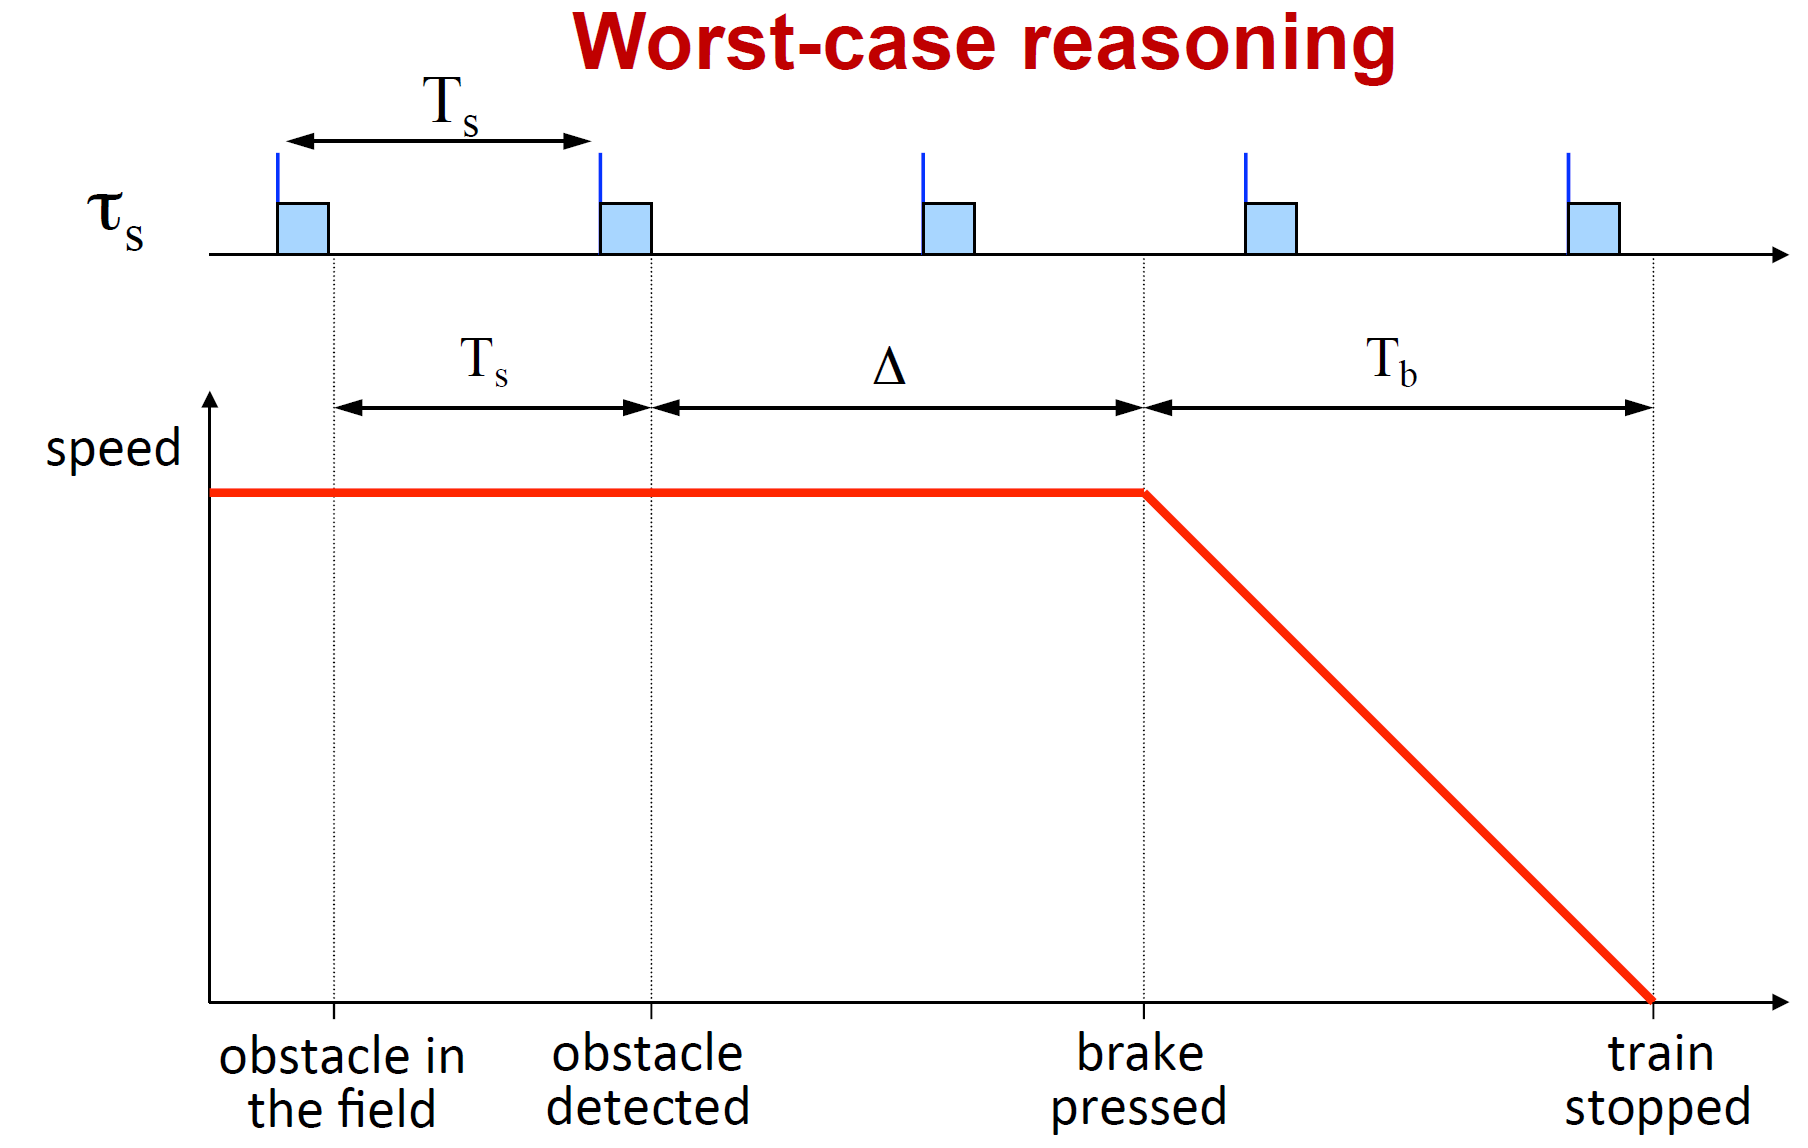 Worst-case reasoning
Ts
τs
Ts
Δ
Tb
speed
obstacle in
the field
obstacle
detected
brake
pressed
train
stopped